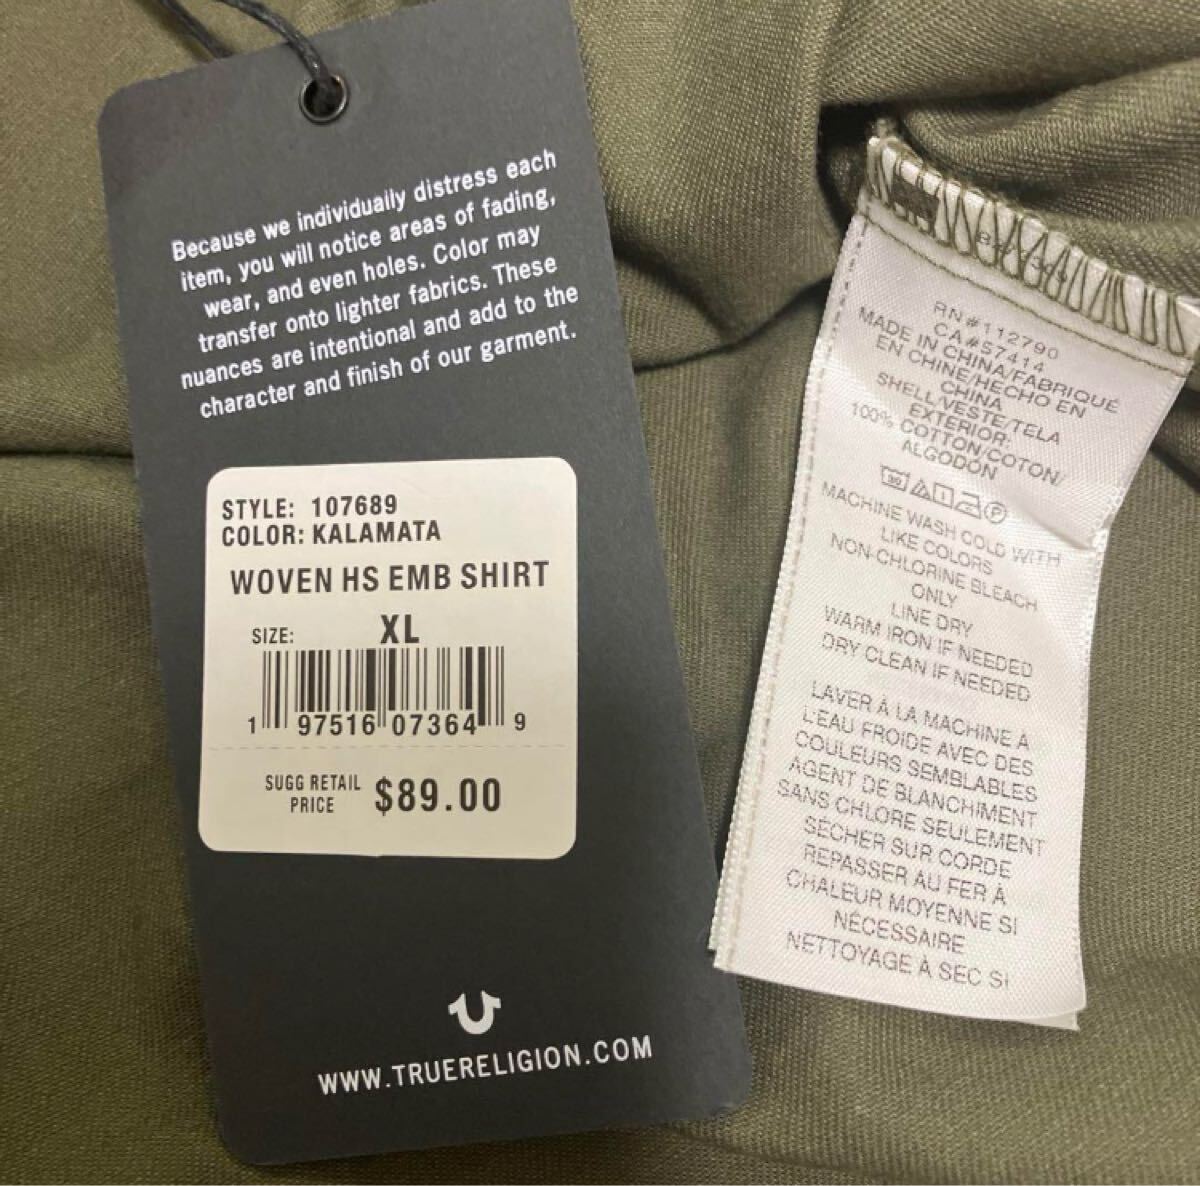 Because we individually distress each
item, you will notice areas of fading,
wear, and even holes. Color may
transfer onto lighter fabrics. These
nuances are intentional and add to the
character and finish of our garment.
STYLE: 107689
COLOR: KALAMATA
WOVEN HS EMB SHIRT
SIZE: XL
1 97516 07364 9
SUGG RETAIL
PRICE $89.00
WWW.TRUERELIGION.COM
RN#112790
CA#57414
MADE IN CHINA/FABRIQUÉ
EN CHINE/HECHO EN
CHINA
SHELL/VESTE/TELA
EXTERIOR:
100% COTTON/COTON/
ALGODÓN
30
MACHINE WASH COLD WITH
LIKE COLORS
NON-CHLORINE BLEACH
ONLY
LINE DRY
WARM IRON IF NEEDED
DRY CLEAN IF NEEDED
LAVER À LA MACHINE À
L'EAU FROIDE AVEC DES
COULEURS SEMBLABLES
AGENT DE BLANCHIMENT
SANS CHLORE SEULEMENT
SÉCHER SUR CORDE
REPASSER AU FER À
CHALEUR MOYENNE SI
NÉCESSAIRE
NETTOYAGE À SEC SI